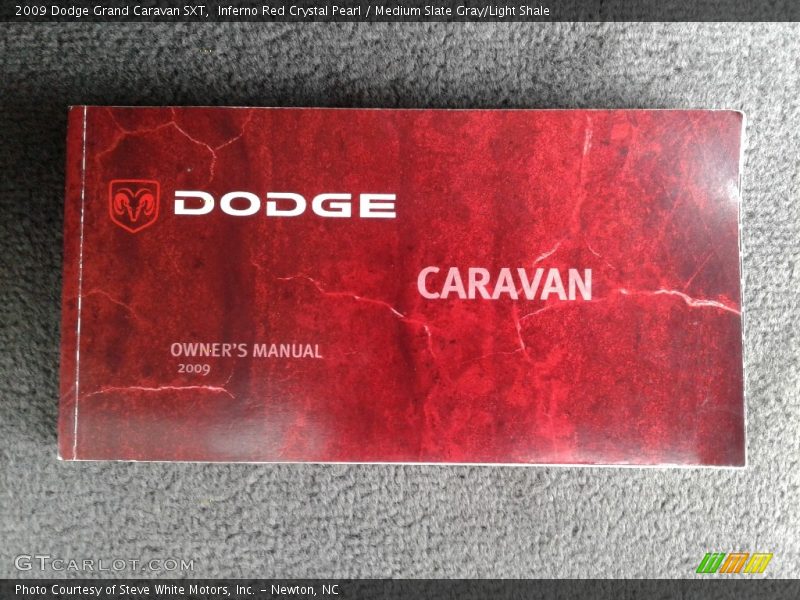 2009 Dodge Grand Caravan SXT,  Inferno Red Crystal Pearl / Medium Slate Gray/Light Shale
DODGE
CARAVAN
OWNER'S MANUAL
2009
GTCARLOT.COM
Photo Courtesy of Steve White Motors, Inc. – Newton, NC